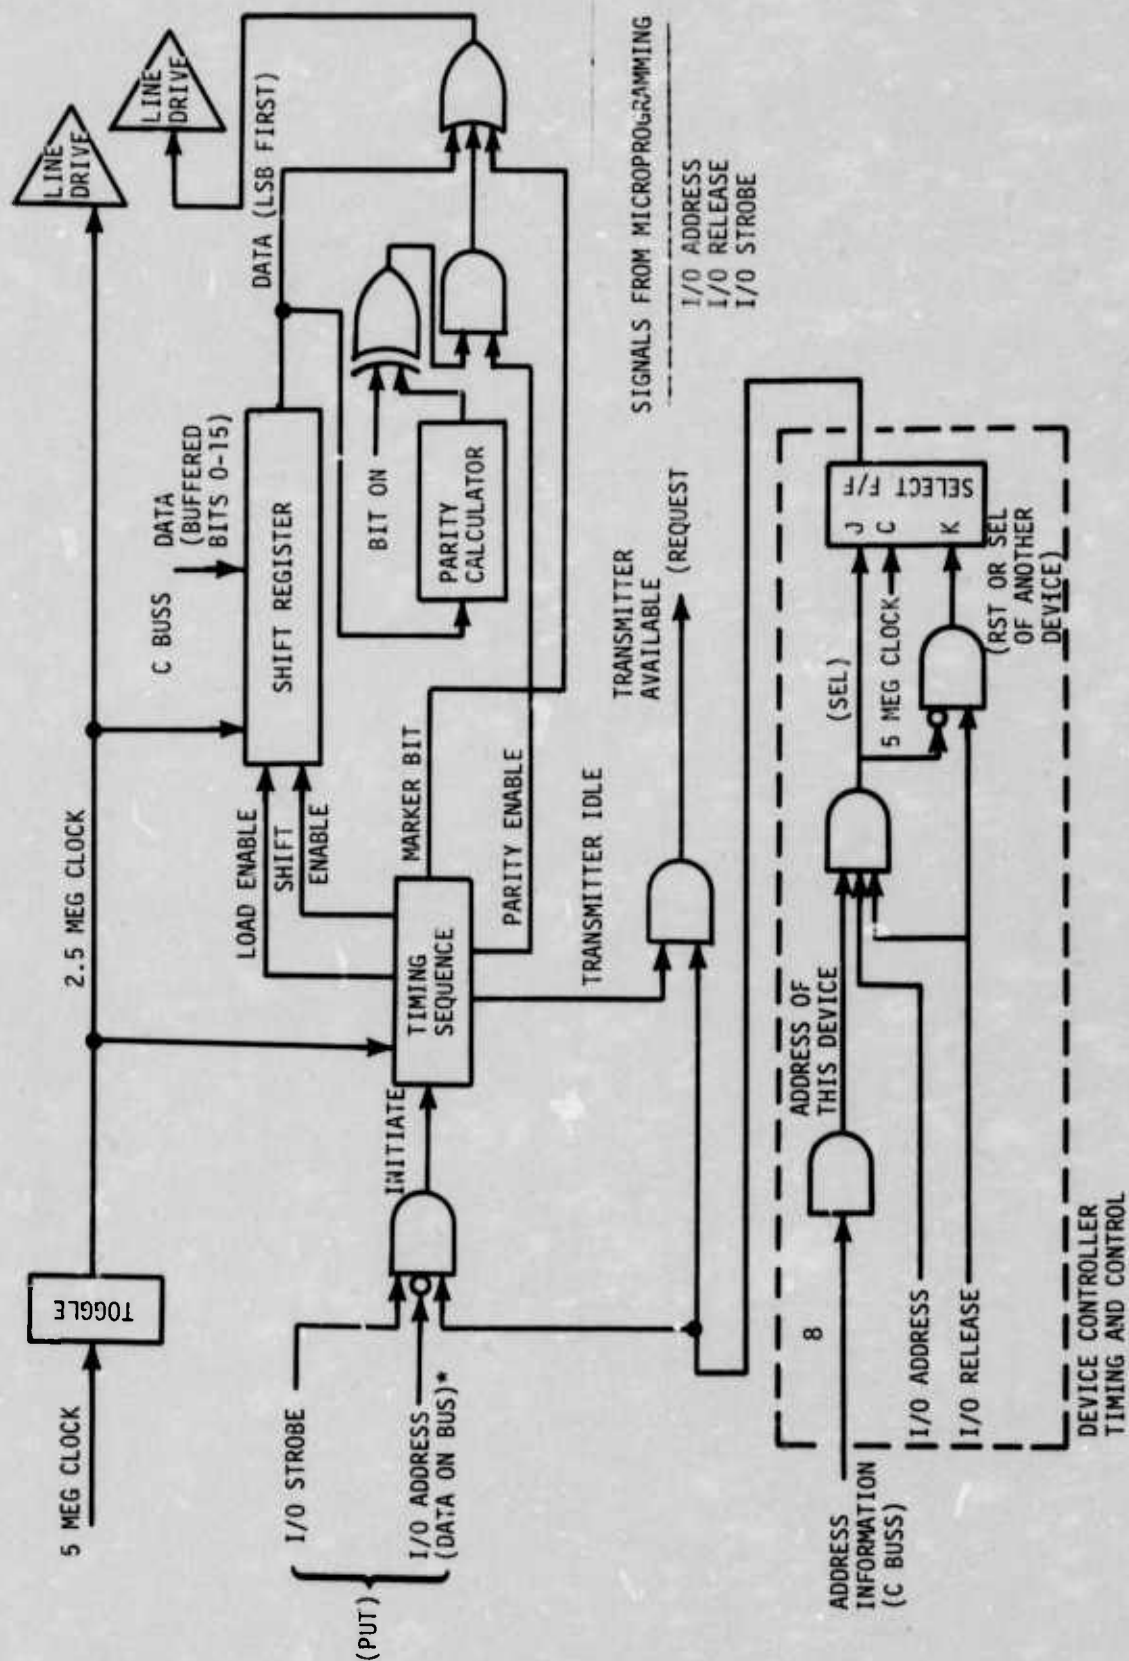 LINE
DRIVE
LINE
DRIVE
5 MEG CLOCK
TOGGLE
2.5 MEG CLOCK
C BUSS
DATA
(BUFFERED
BITS 0-15)
DATA (LSB FIRST)
LOAD ENABLE
SHIFT
ENABLE
SHIFT REGISTER
BIT ON
PARITY
CALCULATOR
(PUT)
I/O STROBE
I/O ADDRESS
(DATA ON BUS)*
INITIATE
TIMING
SEQUENCE
MARKER BIT
PARITY ENABLE
TRANSMITTER IDLE
TRANSMITTER
AVAILABLE
(REQUEST)
SIGNALS FROM MICROPROGRAMMING
I/O ADDRESS
I/O RELEASE
I/O STROBE
ADDRESS
INFORMATION
(C BUSS)
8
ADDRESS OF
THIS DEVICE
I/O ADDRESS
I/O RELEASE
(SEL)
5 MEG CLOCK
J
C
K
SELECT F/F
(RST OR SEL
OF ANOTHER
DEVICE)
DEVICE CONTROLLER
TIMING AND CONTROL